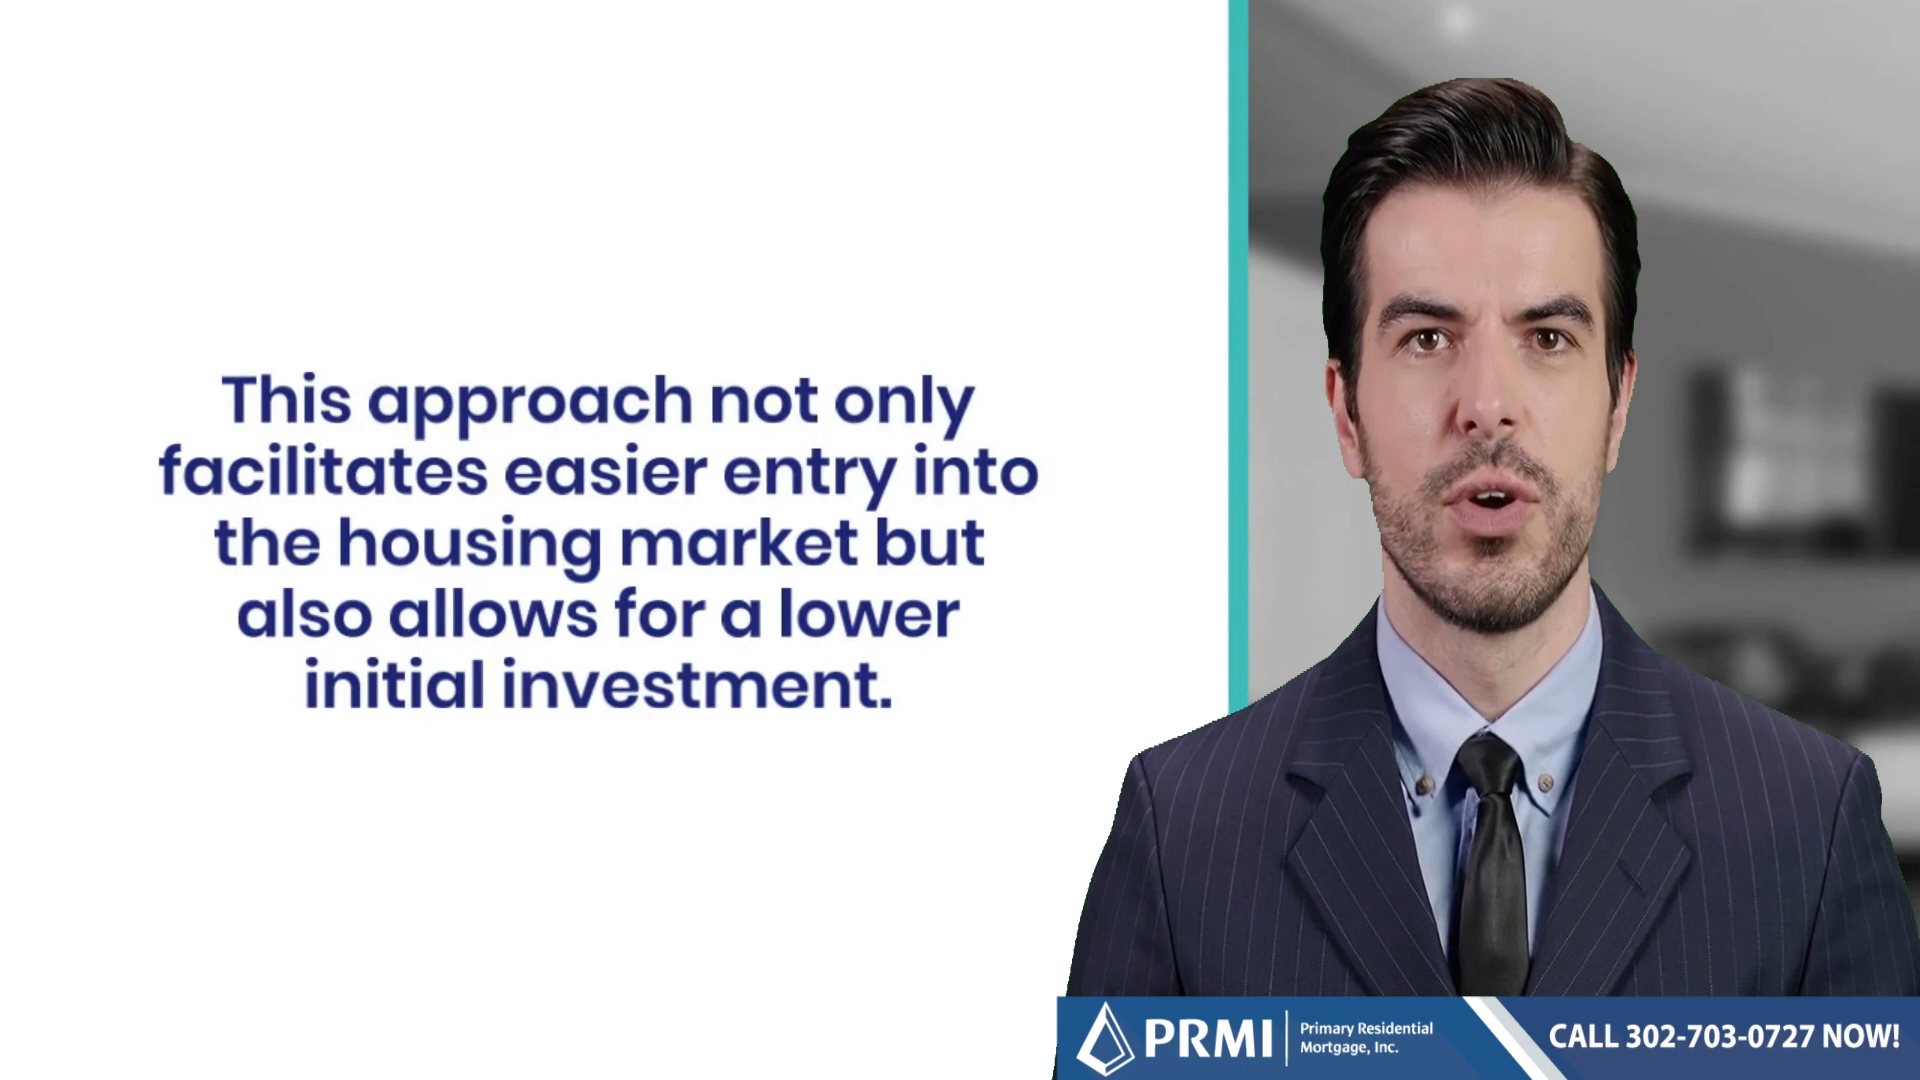 This approach not only
facilitates easier entry into
the housing market but
also allows for a lower
initial investment.
PRMI
Primary Residential
Mortgage, Inc.
CALL 302-703-0727 NOW!